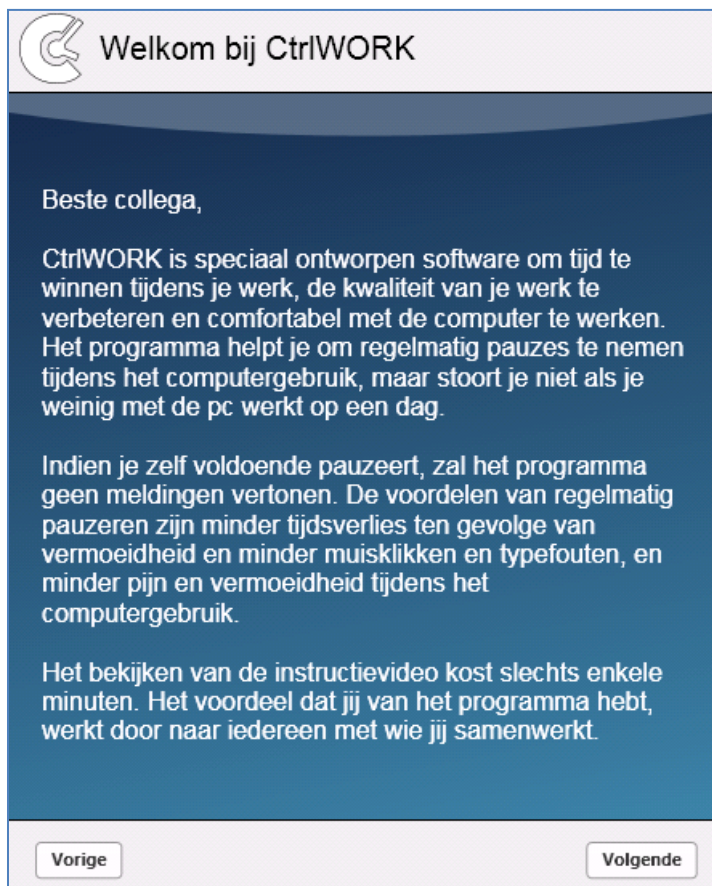 Welkom bij CtrlWORK
Beste collega,
CtrlWORK is speciaal ontworpen software om tijd te
winnen tijdens je werk, de kwaliteit van je werk te
verbeteren en comfortabel met de computer te werken.
Het programma helpt je om regelmatig pauzes te nemen
tijdens het computergebruik, maar stoort je niet als je
weinig met de pc werkt op een dag.
Indien je zelf voldoende pauzeert, zal het programma
geen meldingen vertonen. De voordelen van regelmatig
pauzeren zijn minder tijdsverlies ten gevolge van
vermoeidheid en minder muisklikken en typefouten, en
minder pijn en vermoeidheid tijdens het
computergebruik.
Het bekijken van de instructievideo kost slechts enkele
minuten. Het voordeel dat jij van het programma hebt,
werkt door naar iedereen met wie jij samenwerkt.
Vorige
Volgende